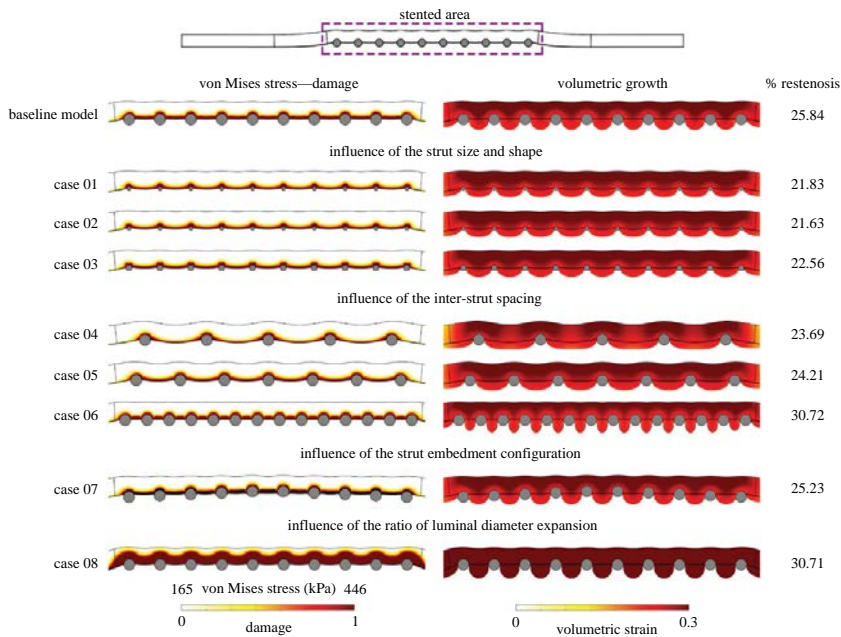 stented area
von Mises stress—damage volumetric growth % restenosis
baseline model 25.84
influence of the strut size and shape
case 01 21.83
case 02 21.63
case 03 22.56
influence of the inter-strut spacing
case 04 23.69
case 05 24.21
case 06 30.72
influence of the strut embedment configuration
case 07 25.23
influence of the ratio of luminal diameter expansion
case 08 30.71
165 von Mises stress (kPa) 446
0 damage 1
0 volumetric strain 0.3